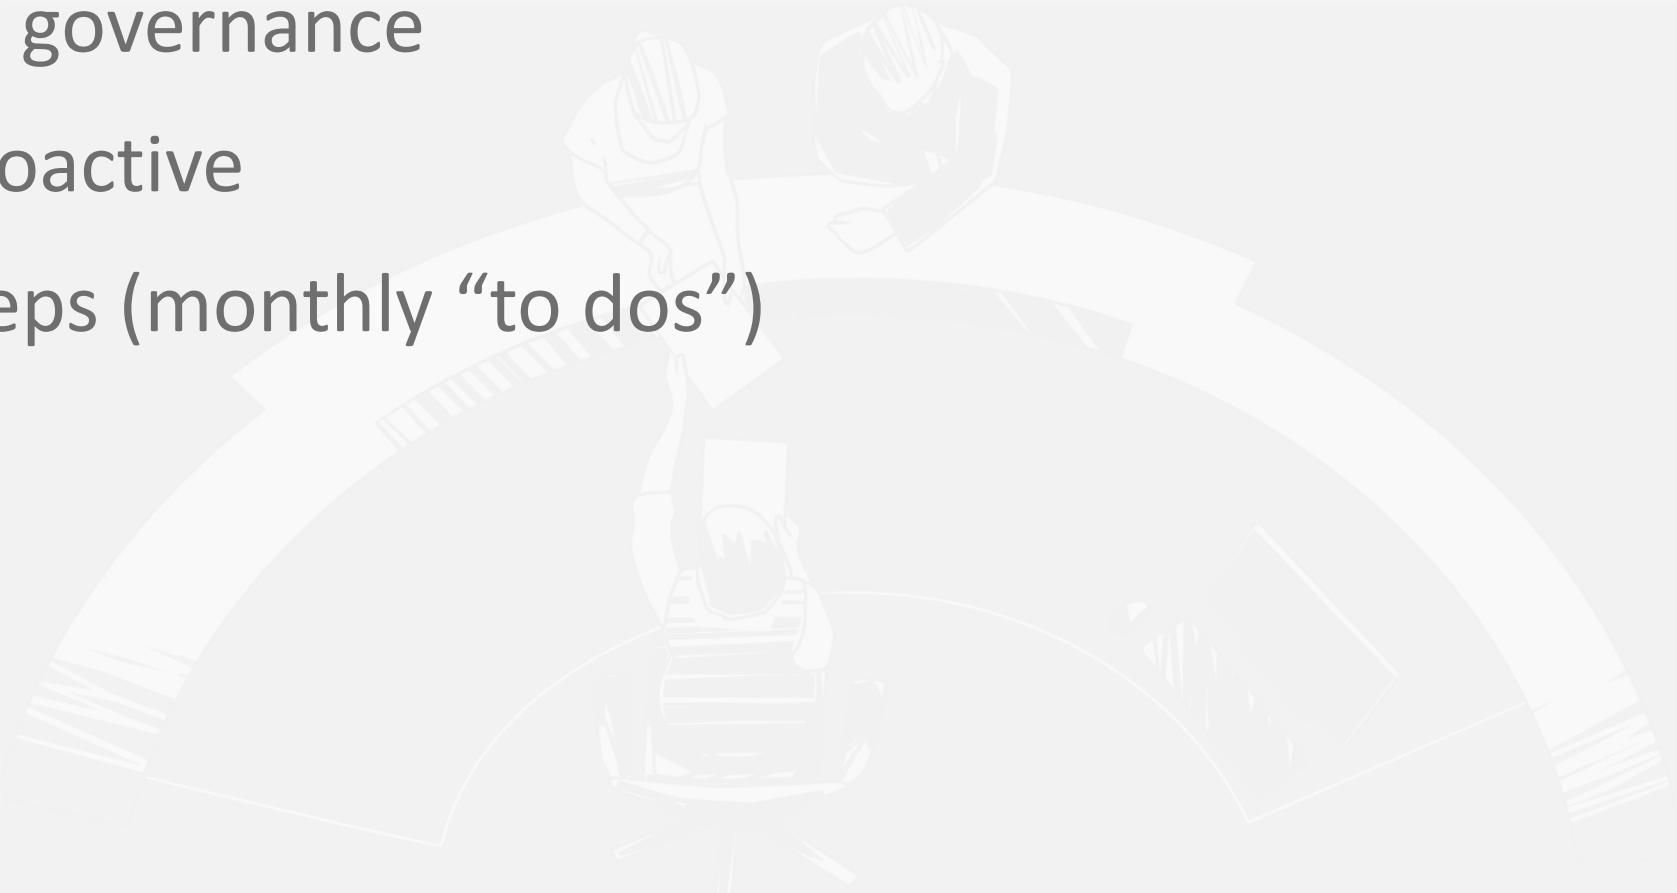 governance
oactive
eps (monthly “to dos”)